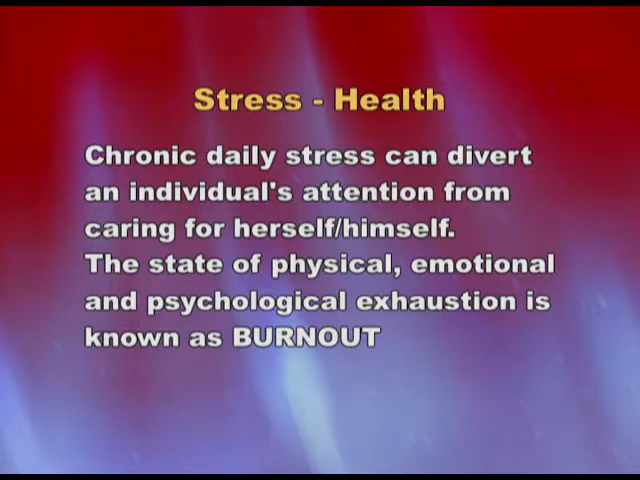 Stress - Health
Chronic daily stress can divert
an individual's attention from
caring for herself/himself.
The state of physical, emotional
and psychological exhaustion is
known as BURNOUT